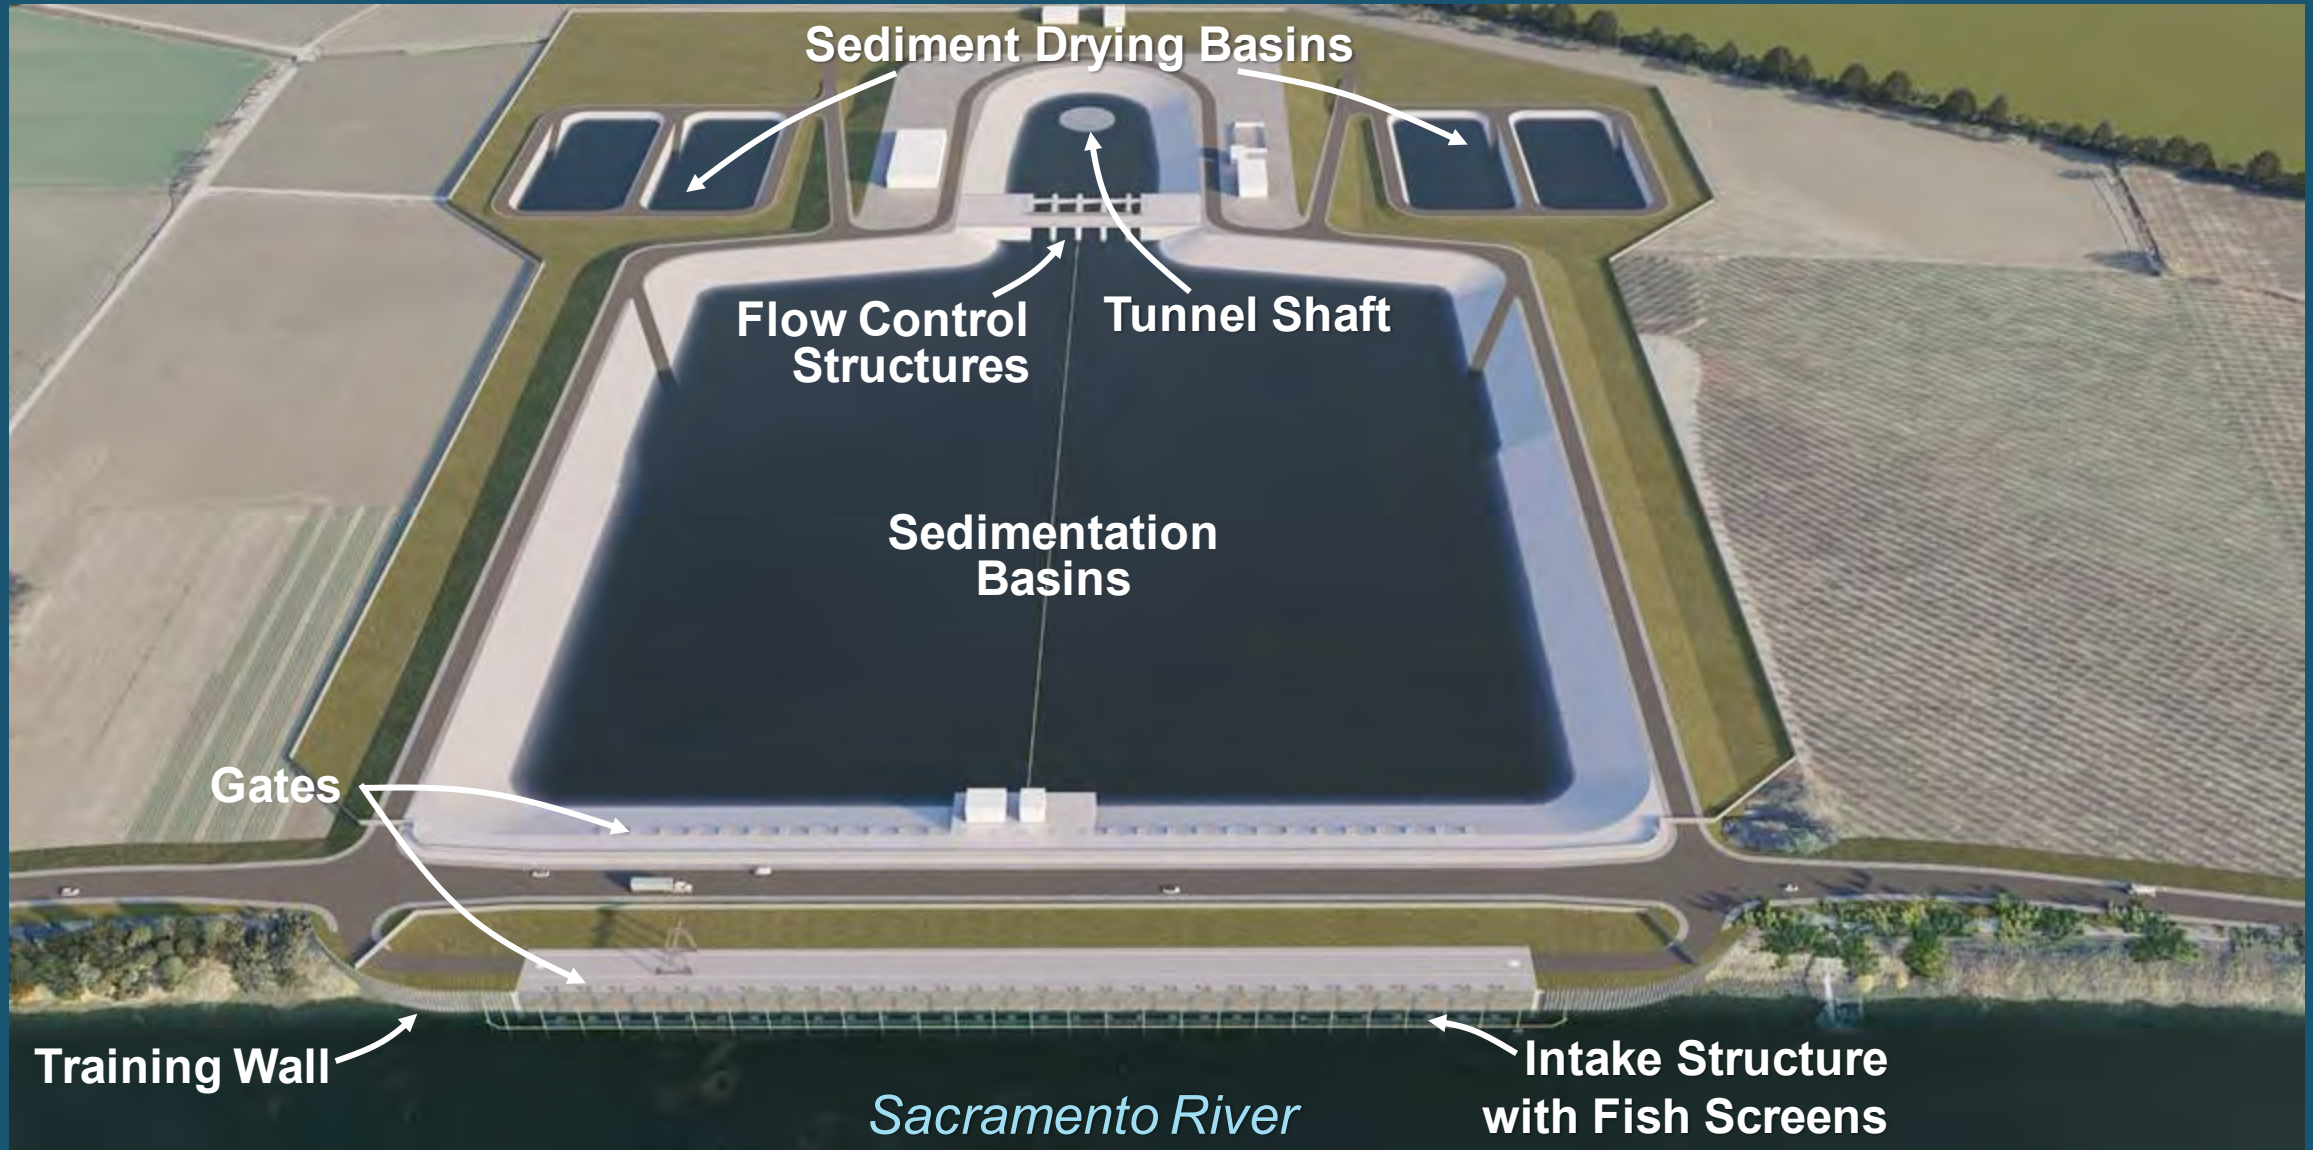 Sediment Drying Basins
Flow Control
Structures
Tunnel Shaft
Sedimentation
Basins
Gates
Training Wall
Intake Structure
with Fish Screens
Sacramento River